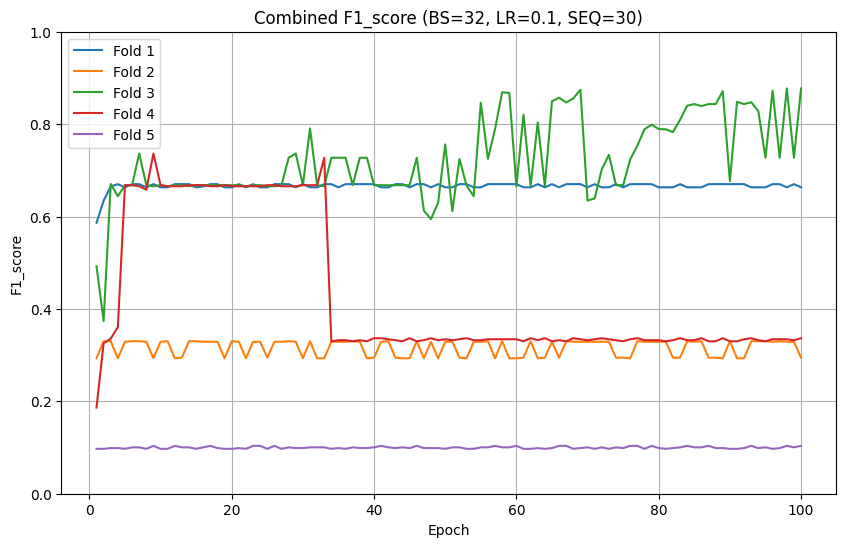 Combined F1_score (BS=32, LR=0.1, SEQ=30)
1.0
0.8
0.6
0.4
0.2
0.0
F1_score
Fold 1
Fold 2
Fold 3
Fold 4
Fold 5
0 20 40 60 80 100
Epoch